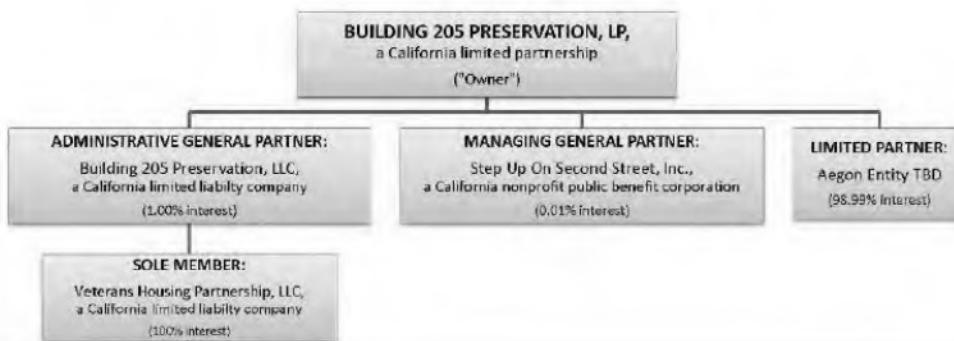 BUILDING 205 PRESERVATION, LP,
a California limited partnership
("Owner")
ADMINISTRATIVE GENERAL PARTNER:
Building 205 Preservation, LLC,
a California limited liabilty company
(1.00% interest)
MANAGING GENERAL PARTNER:
Step Up On Second Street, Inc.,
a California nonprofit public benefit corporation
(0.01% interest)
LIMITED PARTNER:
Aegon Entity TBD
(98.99% interest)
SOLE MEMBER:
Veterans Housing Partnership, LLC,
a California limited liabilty company
(100% interest)